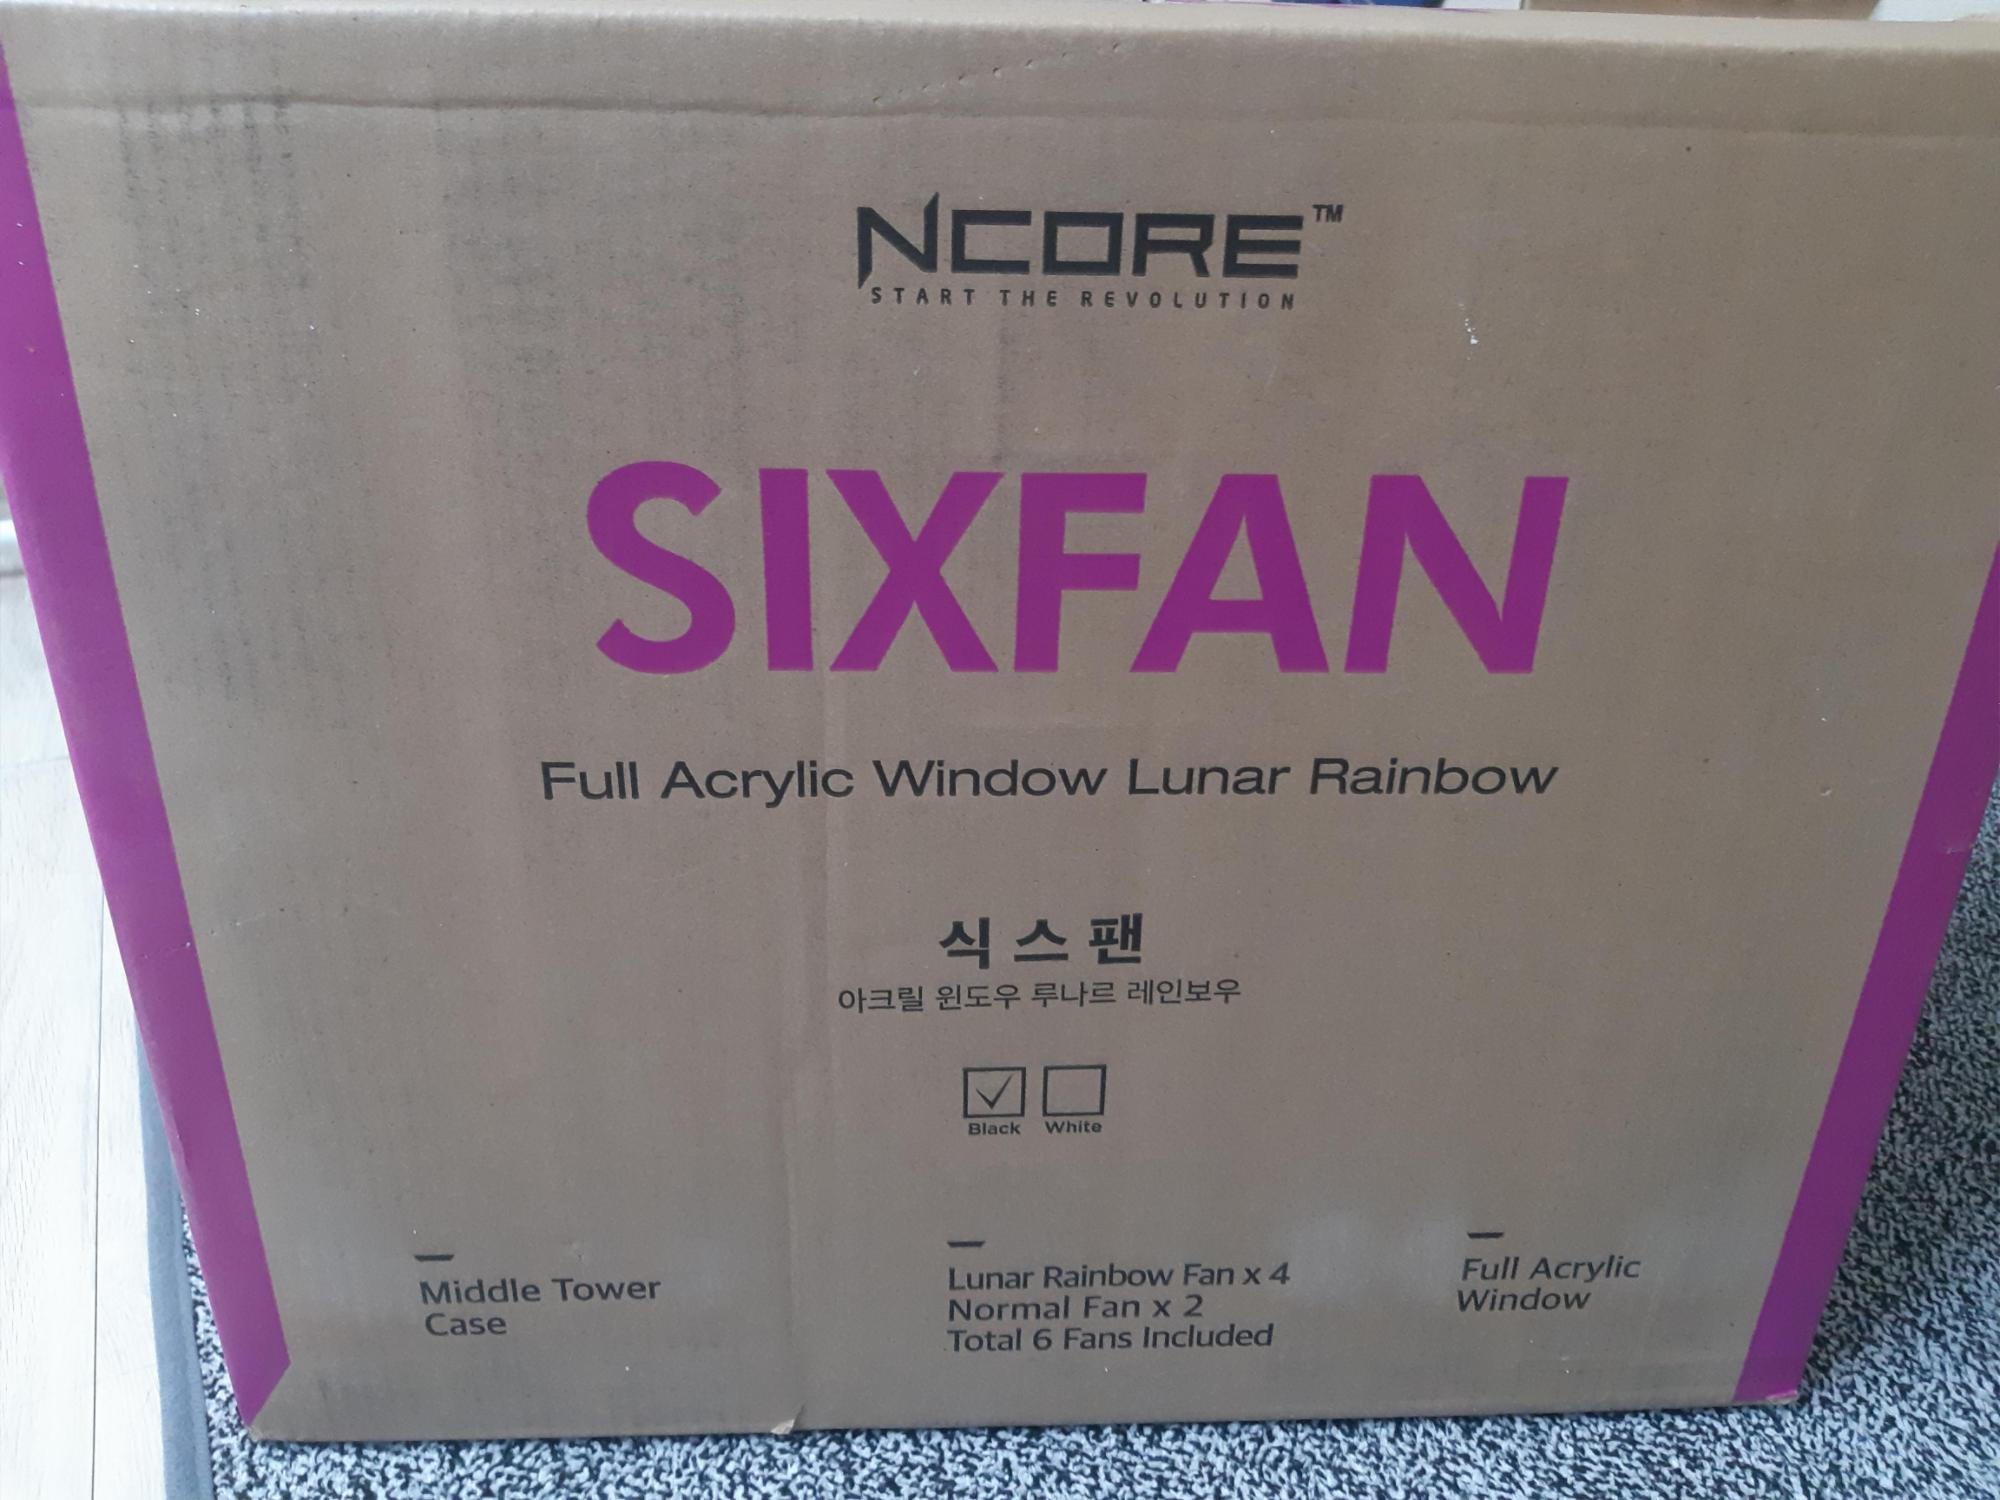 NCORE™
START THE REVOLUTION
SIXFAN
Full Acrylic Window Lunar Rainbow
식스팬
아크릴 윈도우 루나르 레인보우
Black White
Middle Tower
Case
Lunar Rainbow Fan x 4
Normal Fan x 2
Total 6 Fans Included
Full Acrylic
Window